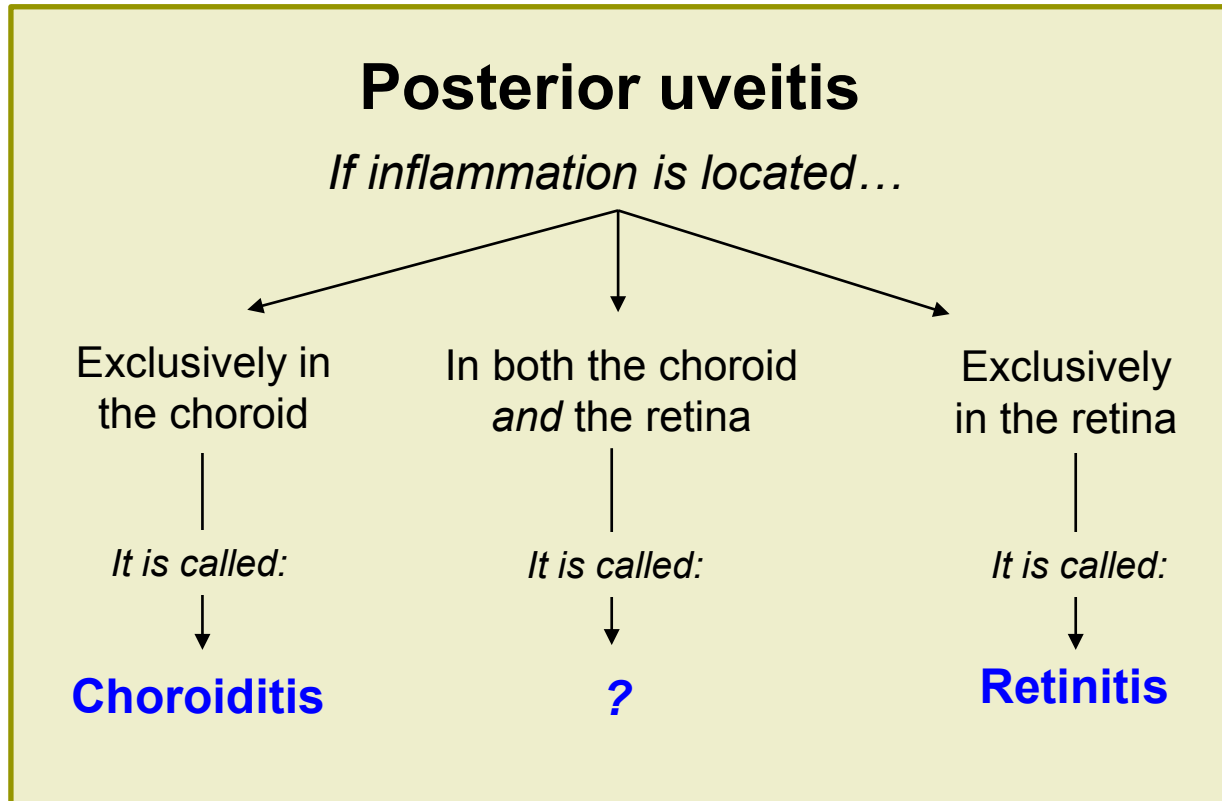 Posterior uveitis
If inflammation is located…
Exclusively in
the choroid
In both the choroid
and the retina
Exclusively
in the retina
It is called:
It is called:
It is called:
Choroiditis
?
Retinitis